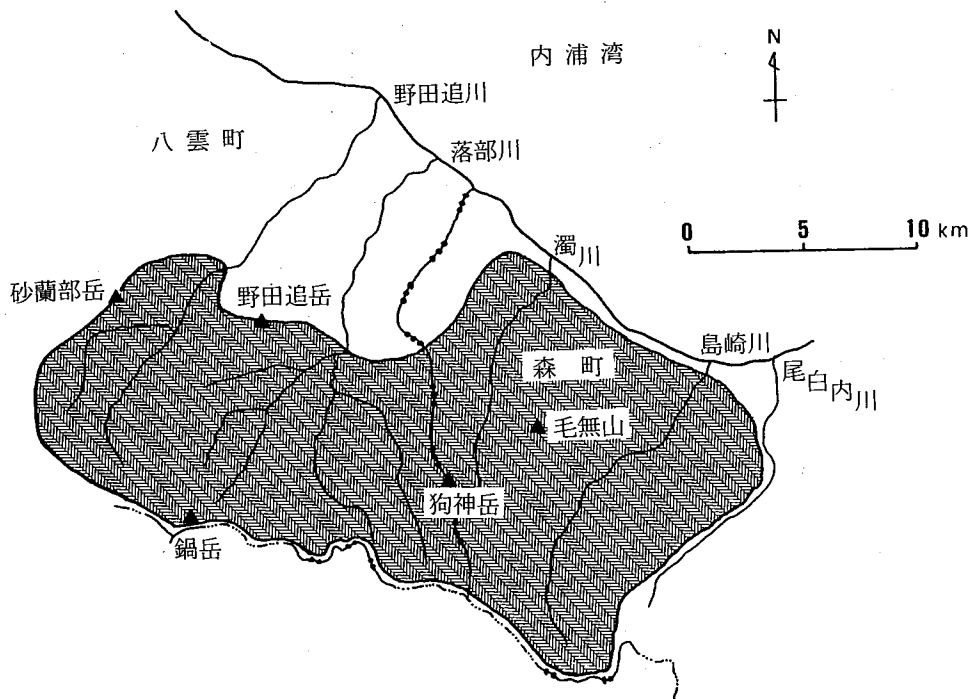 内浦湾
N
野田追川
八雲町
落部川
0 5 10 km
濁川
砂蘭部岳
野田追岳
島崎川
森町
尾白内川
毛無山
狗神岳
鍋岳